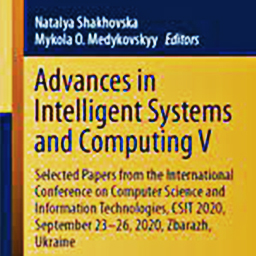 Natalya Shakhovska
Mykola O. Medykovskyy Editors
Advances in
Intelligent Systems
and Computing V
Selected Papers from the International
Conference on Computer Science and
Information Technologies, CSIT 2020,
September 23–26, 2020, Zbarazh,
Ukraine